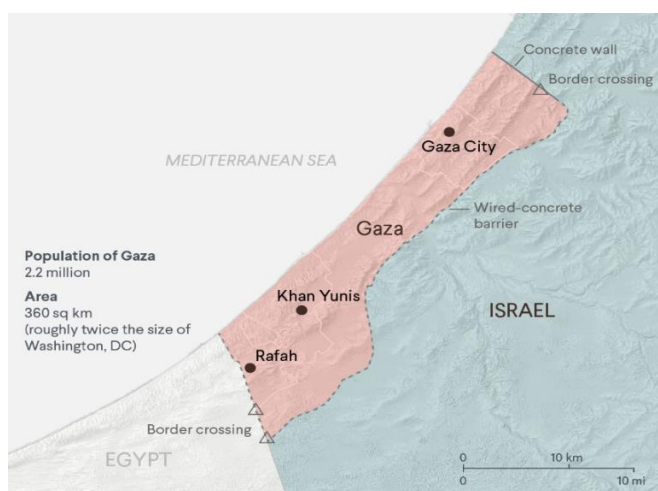 Concrete wall
Border crossing
Gaza City
MEDITERRANEAN SEA
Wired-concrete
barrier
Gaza
Population of Gaza
2.2 million
Area
360 sq km
(roughly twice the size of
Washington, DC)
Khan Yunis
ISRAEL
Rafah
Border crossing
EGYPT
0 10 km
0 10 mi